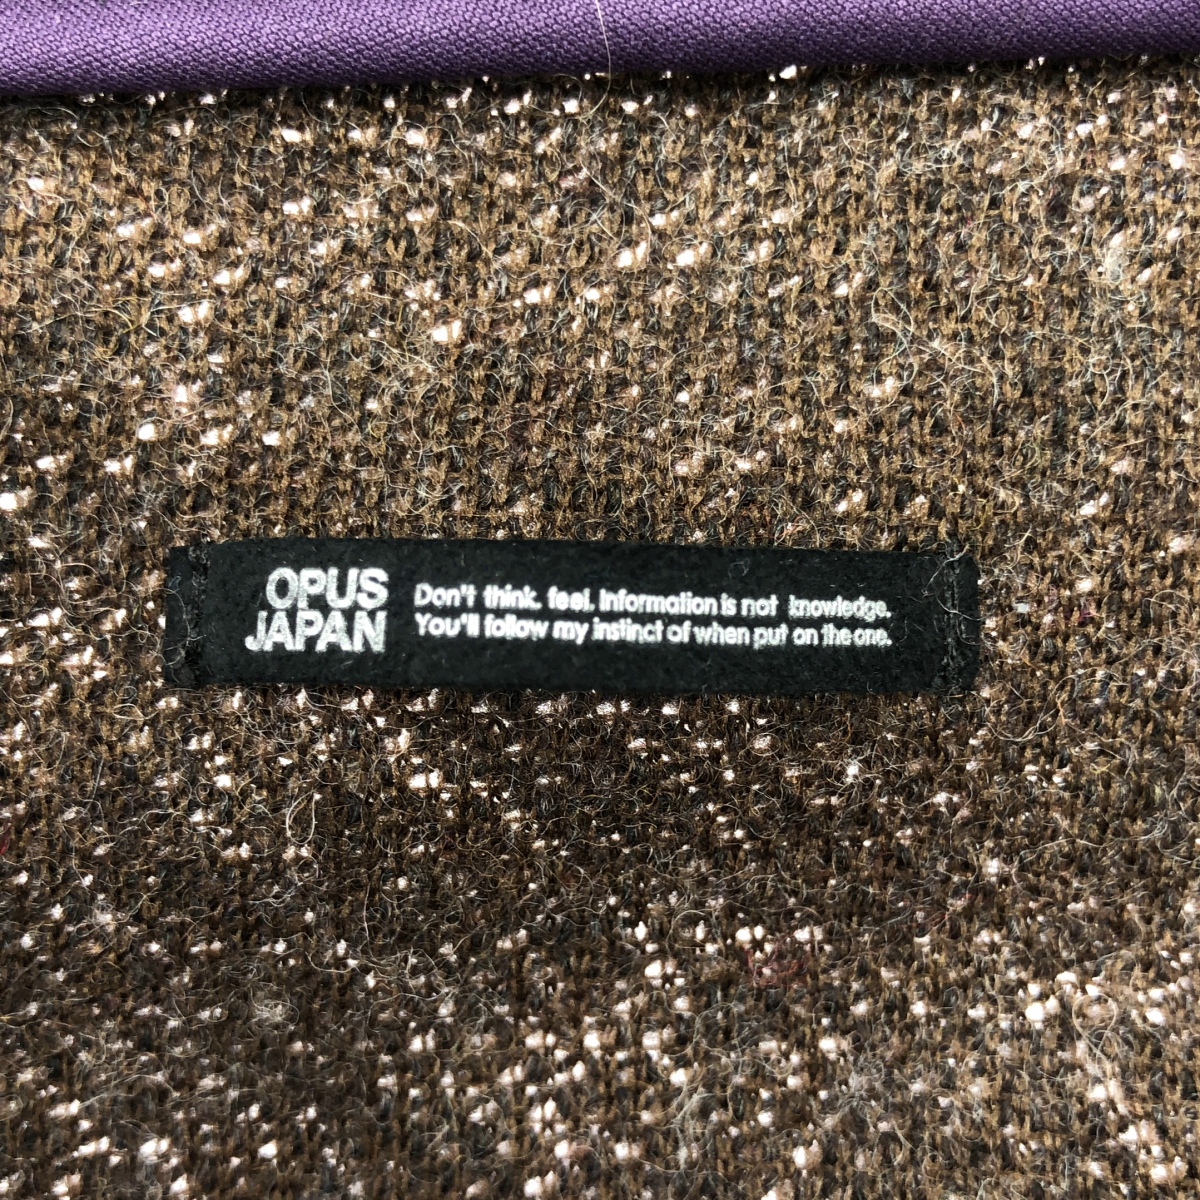 OPUS
JAPAN
Don't think. feel. Information is not knowledge.
You'll follow my instinct of when put on the one.